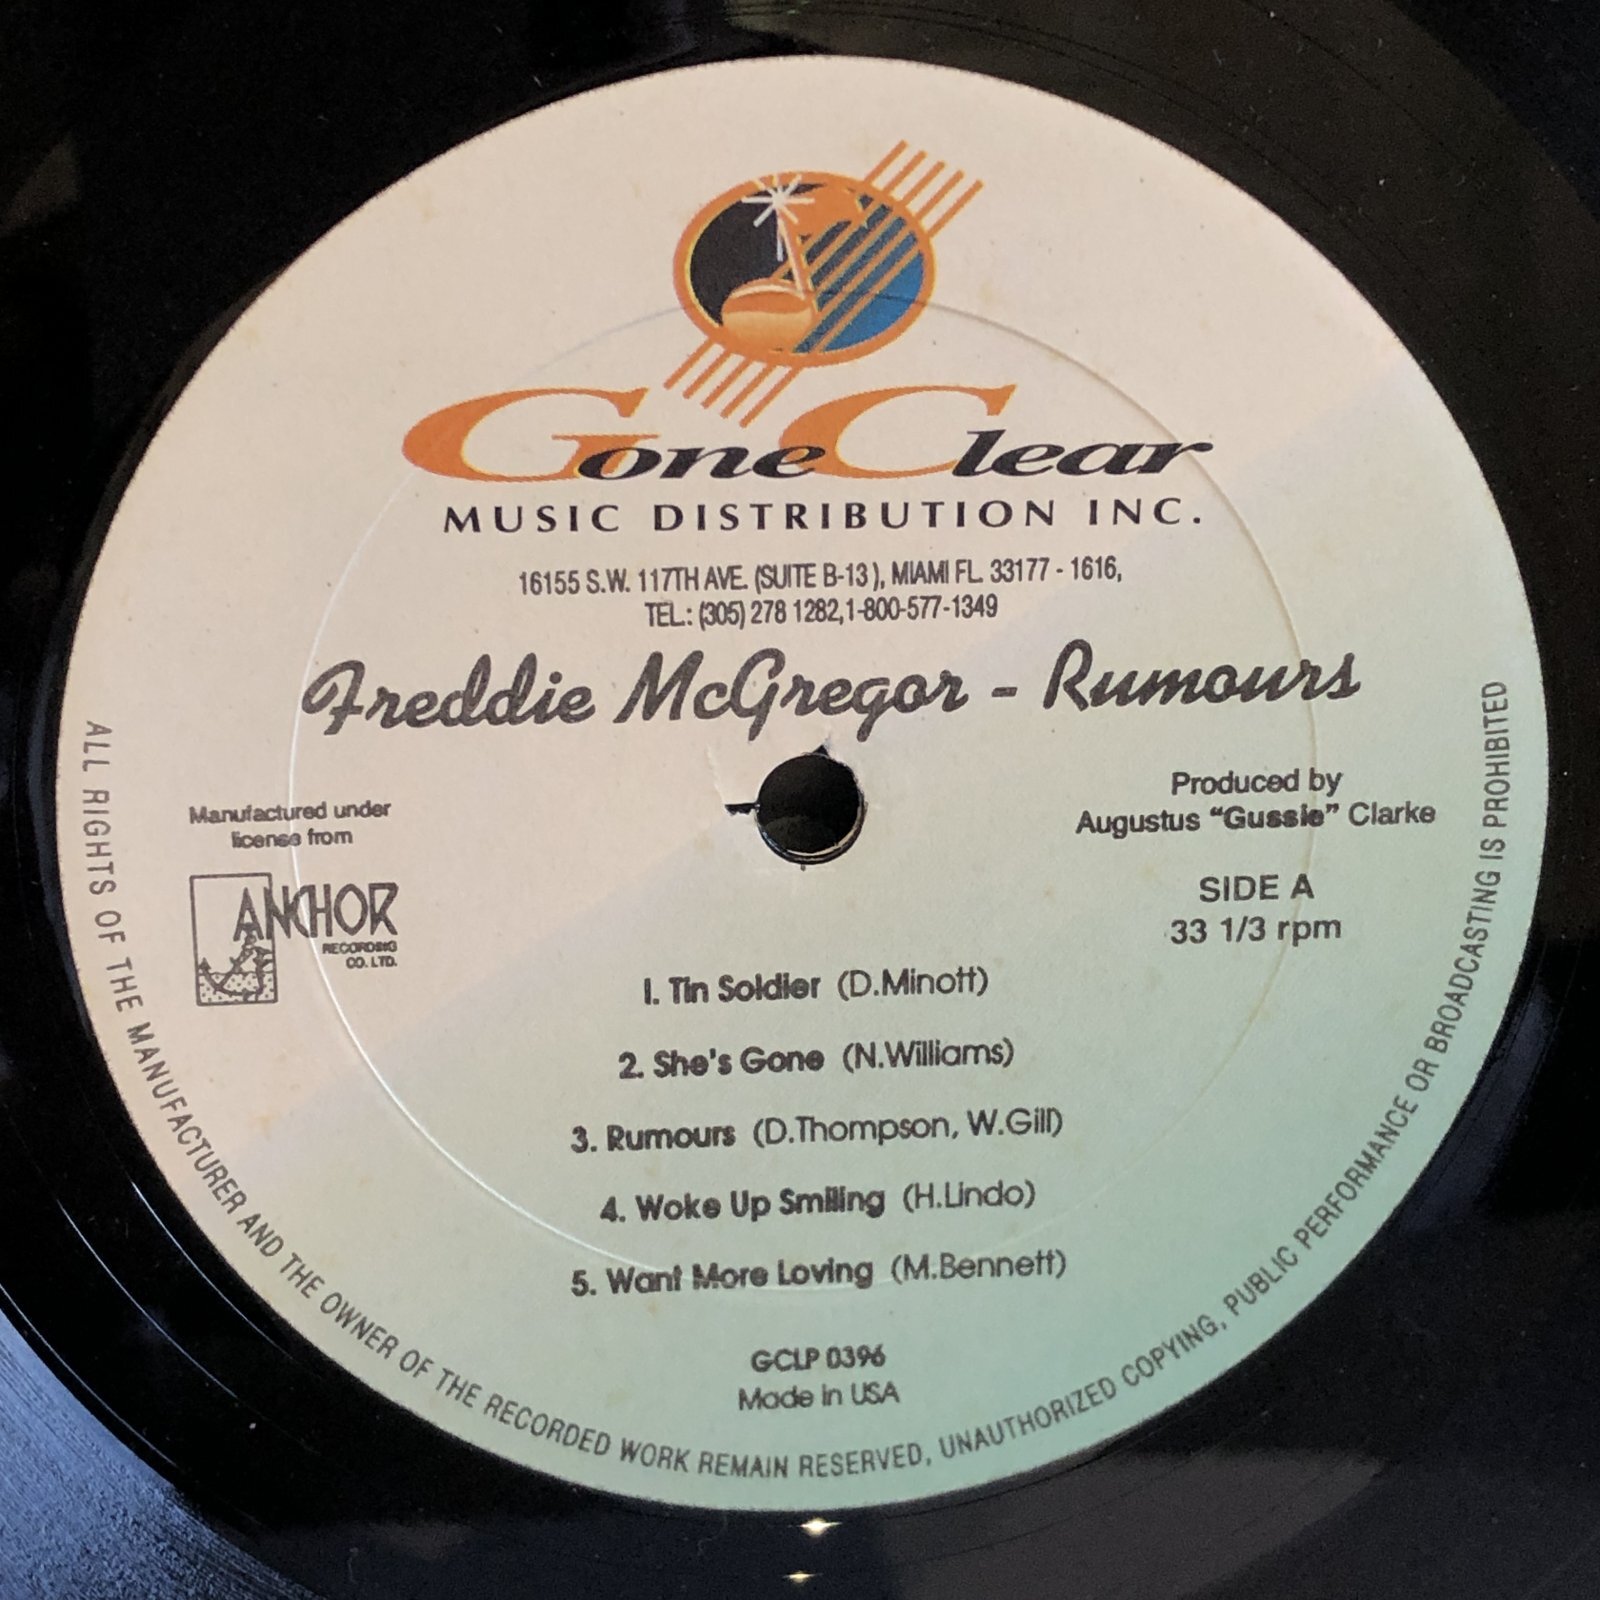 Gone Clear
MUSIC DISTRIBUTION INC.
16155 S.W. 117TH AVE. (SUITE B-13), MIAMI FL. 33177 - 1616,
TEL.: (305) 278 1282,1-800-577-1349
Freddie McGregor - Rumours
Manufactured under
license from
ANCHOR
RECORDING
CO. LTD.
Produced by
Augustus "Gussie" Clarke
SIDE A
33 1/3 rpm
1. Tin Soldier (D.Minott)
2. She's Gone (N.Williams)
3. Rumours (D.Thompson, W.Gill)
4. Woke Up Smiling (H.Lindo)
5. Want More Loving (M.Bennett)
GCLP 0396
Made in USA
ALL RIGHTS OF THE MANUFACTURER AND THE OWNER OF THE RECORDED WORK REMAIN RESERVED, UNAUTHORIZED COPYING, PUBLIC PERFORMANCE OR BROADCASTING IS PROHIBITED